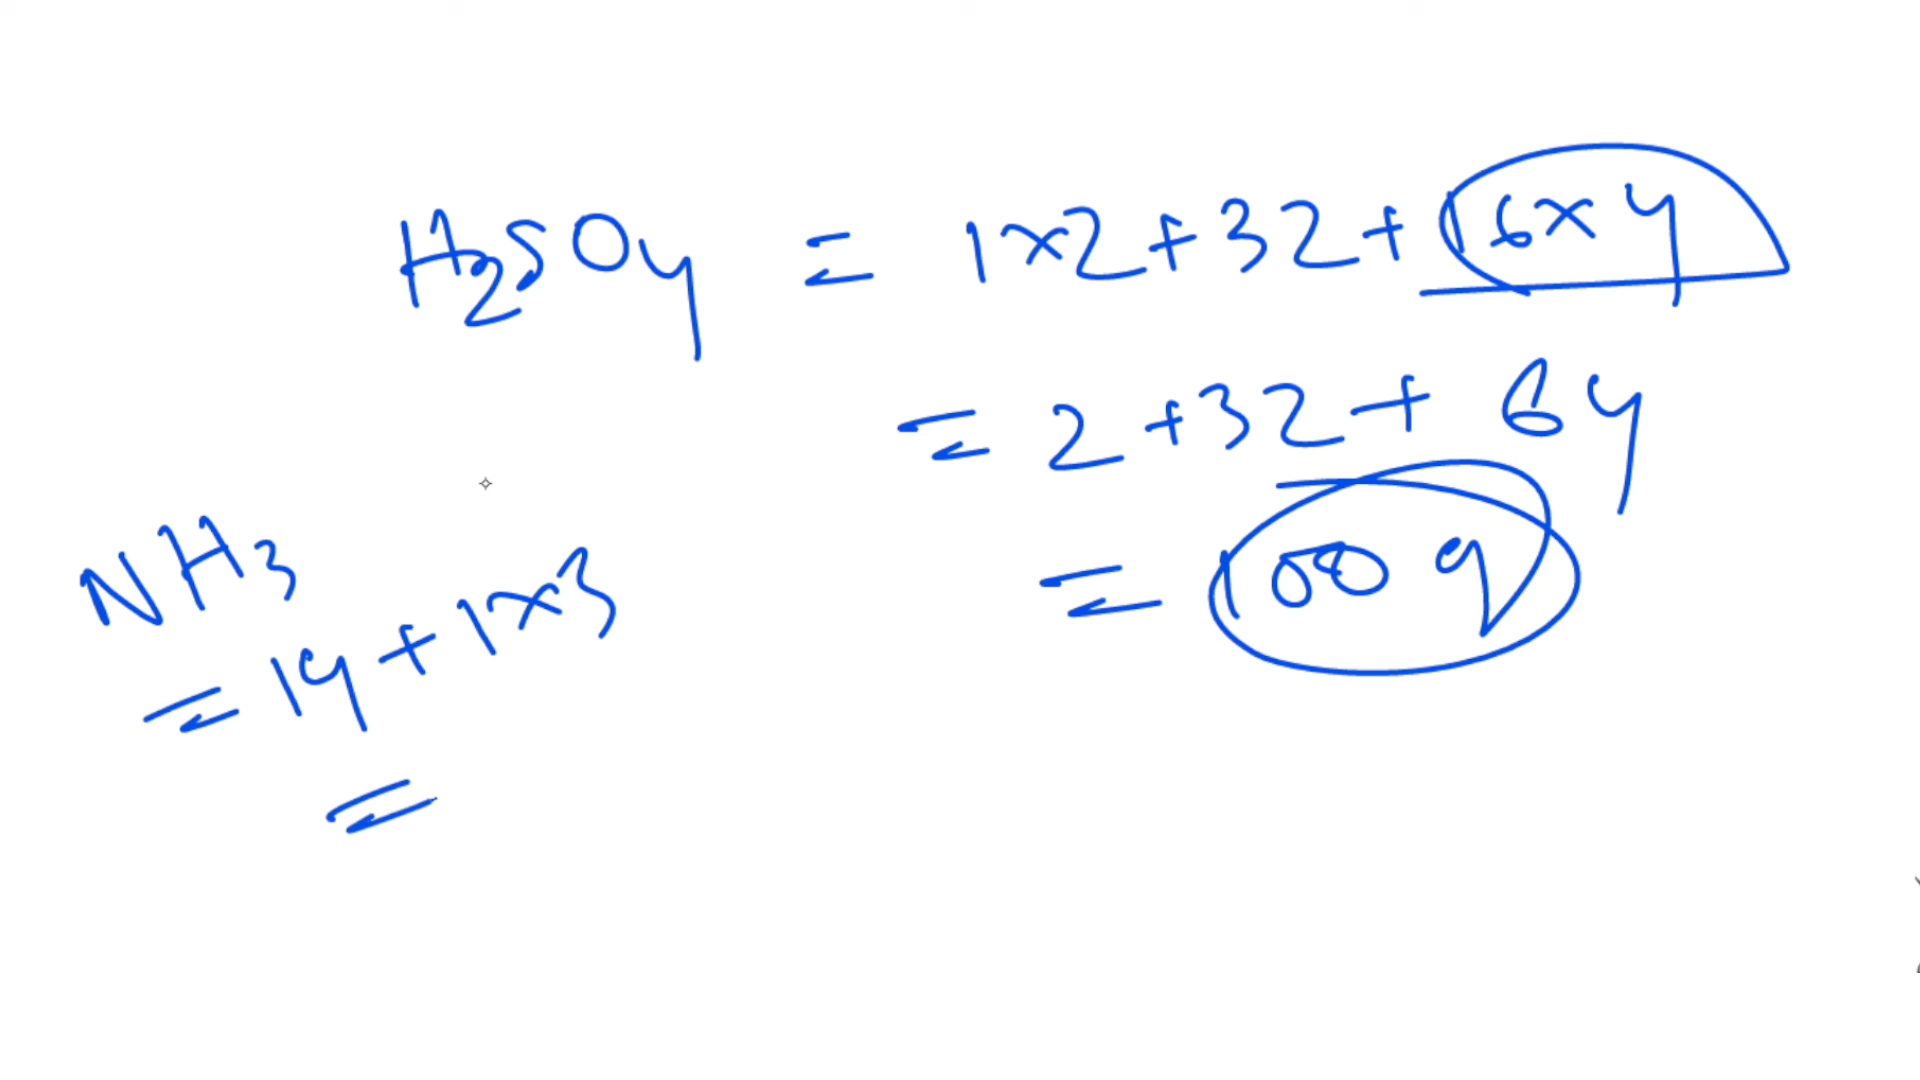 H₂SO₄ = 1×2+32+16×4
= 2+32+64
= 100 g
NH₃
= 14+1×3
=